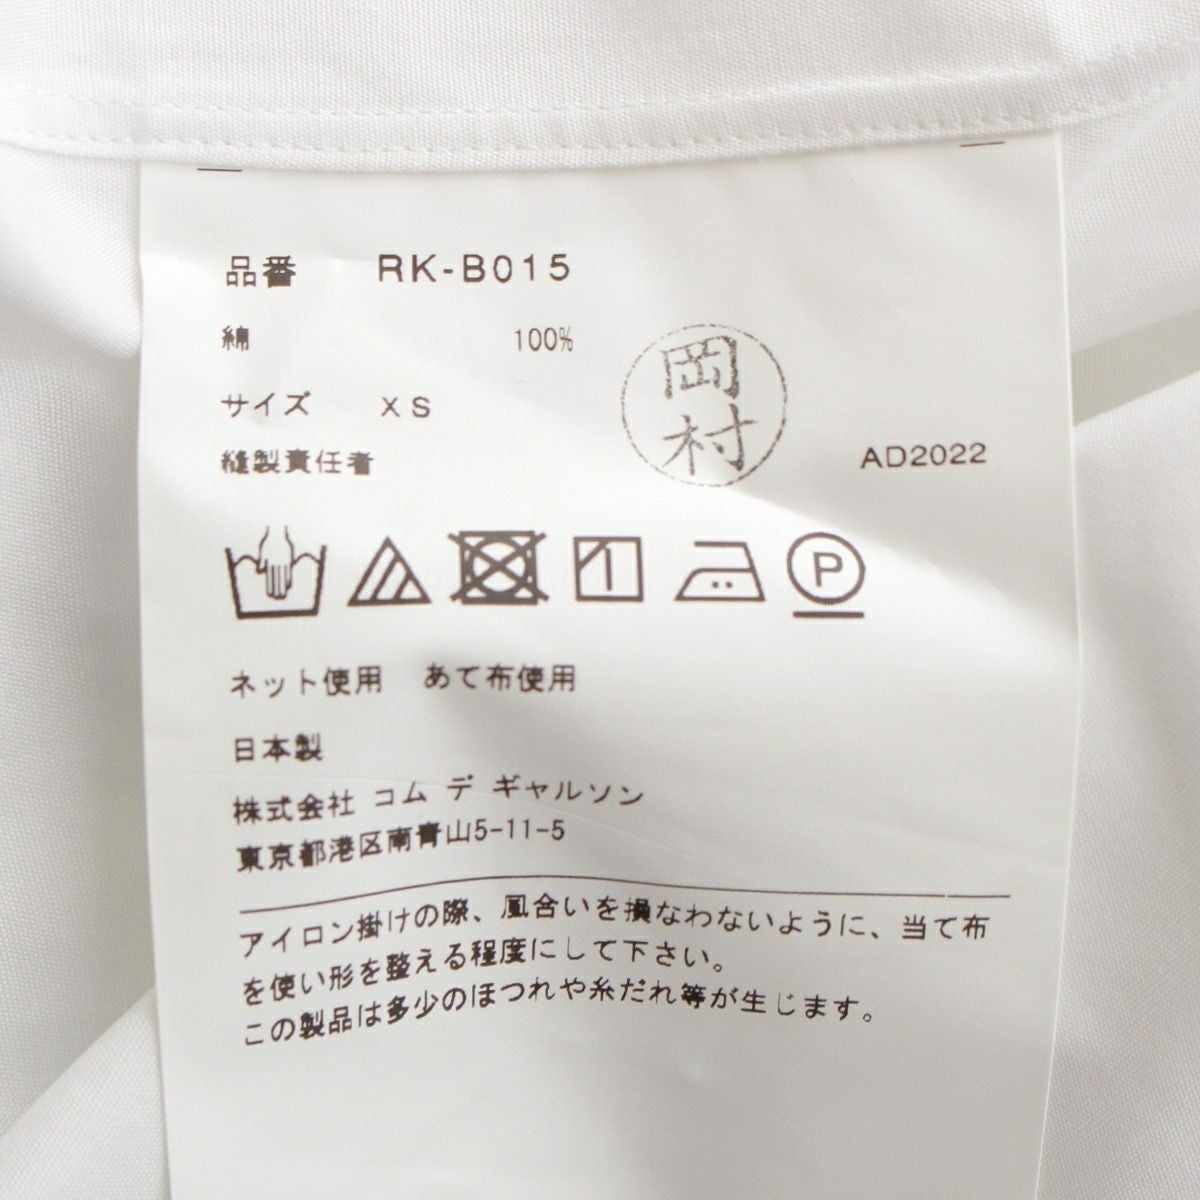 品番 RK-B015
綿 100%
サイズ XS
縫製責任者
岡
村
AD2022
P
ネット使用 あて布使用
日本製
株式会社 コム デ ギャルソン
東京都港区南青山5-11-5
アイロン掛けの際、風合いを損なわないように、当て布
を使い形を整える程度にして下さい。
この製品は多少のほつれや糸だれ等が生じます。